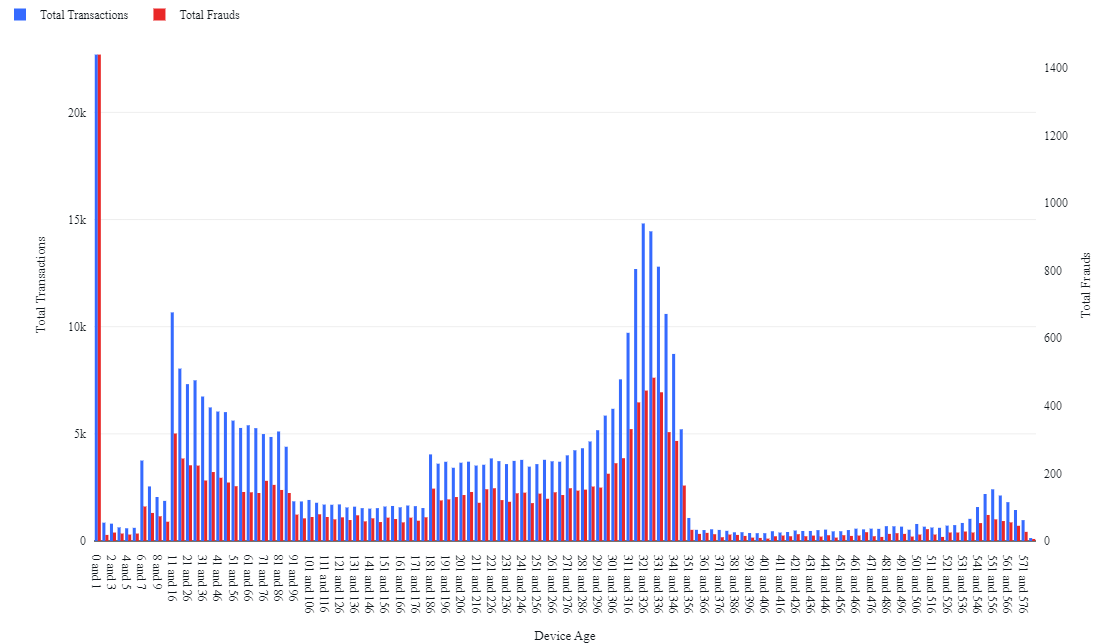 Total Transactions
Total Frauds
20k
15k
10k
5k
0
Total Transactions
1400
1200
1000
800
600
400
200
0
Total Frauds
0 and 1
2 and 3
4 and 5
6 and 7
8 and 9
11 and 16
21 and 26
31 and 36
41 and 46
51 and 56
61 and 66
71 and 76
81 and 86
91 and 96
101 and 106
111 and 116
121 and 126
131 and 136
141 and 146
151 and 156
161 and 166
171 and 176
181 and 186
191 and 196
201 and 206
211 and 216
221 and 226
231 and 236
241 and 246
251 and 256
261 and 266
271 and 276
281 and 286
291 and 296
301 and 306
311 and 316
321 and 326
331 and 336
341 and 346
351 and 356
361 and 366
371 and 376
381 and 386
391 and 396
401 and 406
411 and 416
421 and 426
431 and 436
441 and 446
451 and 456
461 and 466
471 and 476
481 and 486
491 and 496
501 and 506
511 and 516
521 and 526
531 and 536
541 and 546
551 and 556
561 and 566
571 and 576
Device Age